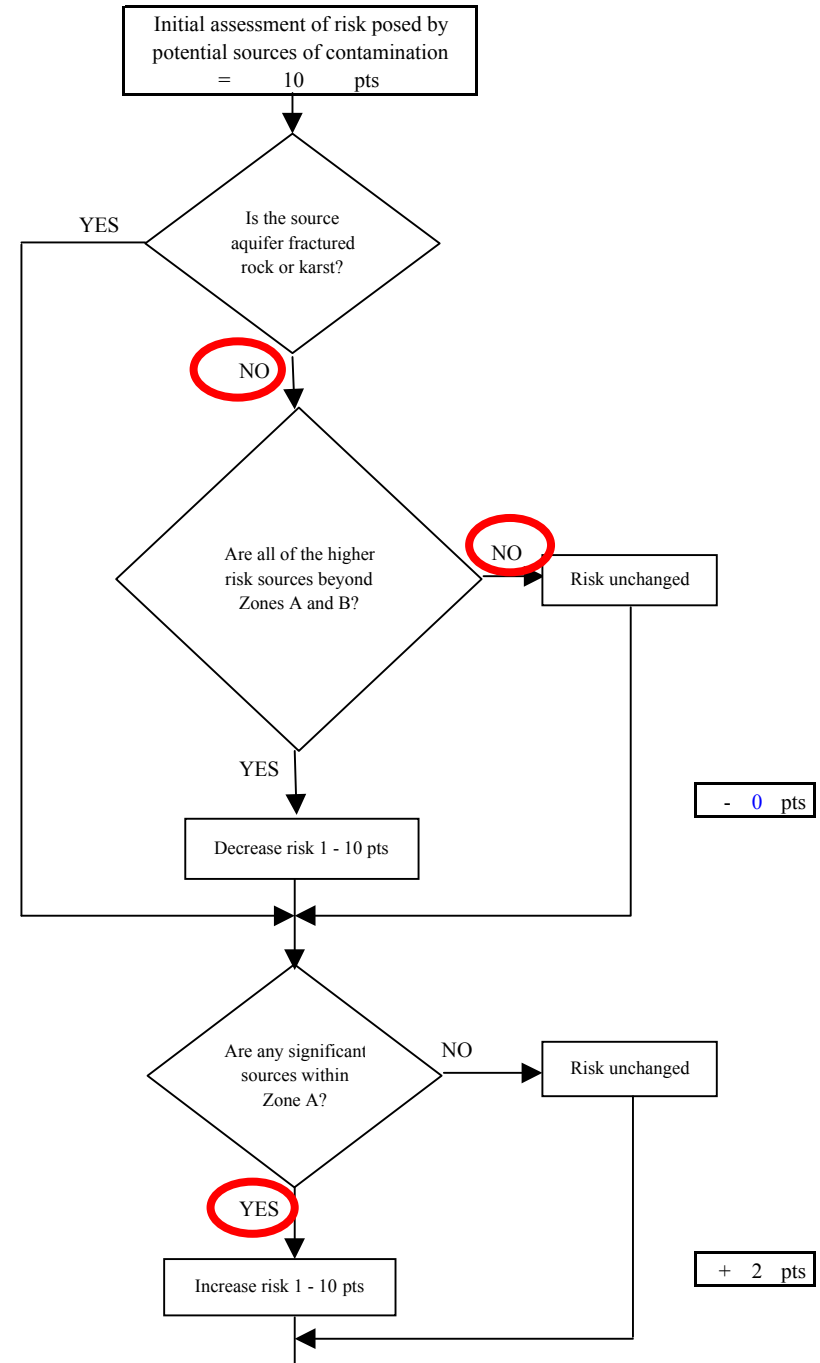 Initial assessment of risk posed by
potential sources of contamination
= 10 pts
YES
Is the source
aquifer fractured
rock or karst?
NO
Are all of the higher
risk sources beyond
Zones A and B?
NO
Risk unchanged
YES
- 0 pts
Decrease risk 1 - 10 pts
Are any significant
sources within
Zone A?
NO
Risk unchanged
YES
Increase risk 1 - 10 pts
+ 2 pts